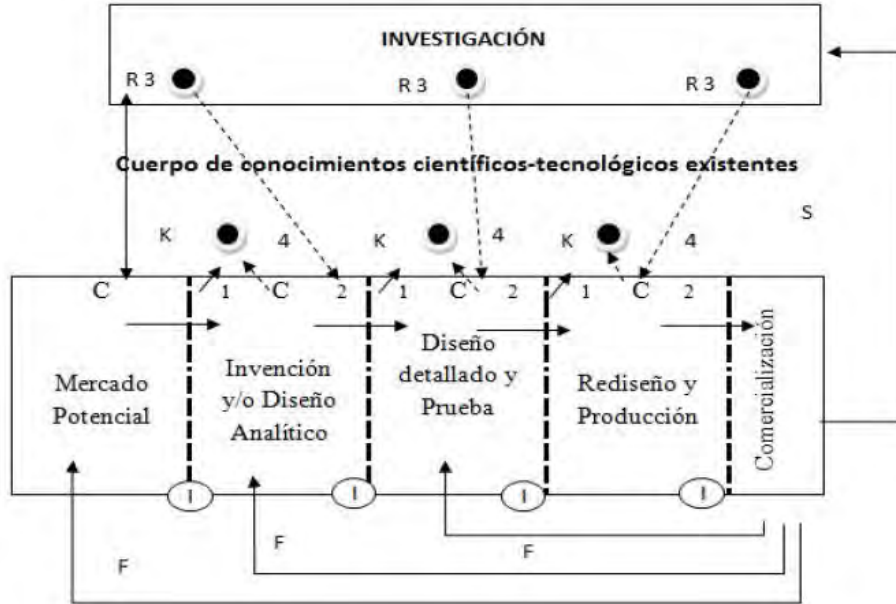 INVESTIGACIÓN
R 3 R 3 R 3
Cuerpo de conocimientos científicos-tecnológicos existentes
S
K 4 K 4 K 4
C 1 C 2 1 C 2 1 C 2
Mercado
Potencial
Invención
y/o Diseño
Analítico
Diseño
detallado y
Prueba
Rediseño y
Producción
Comercialización
I I I I
F F F